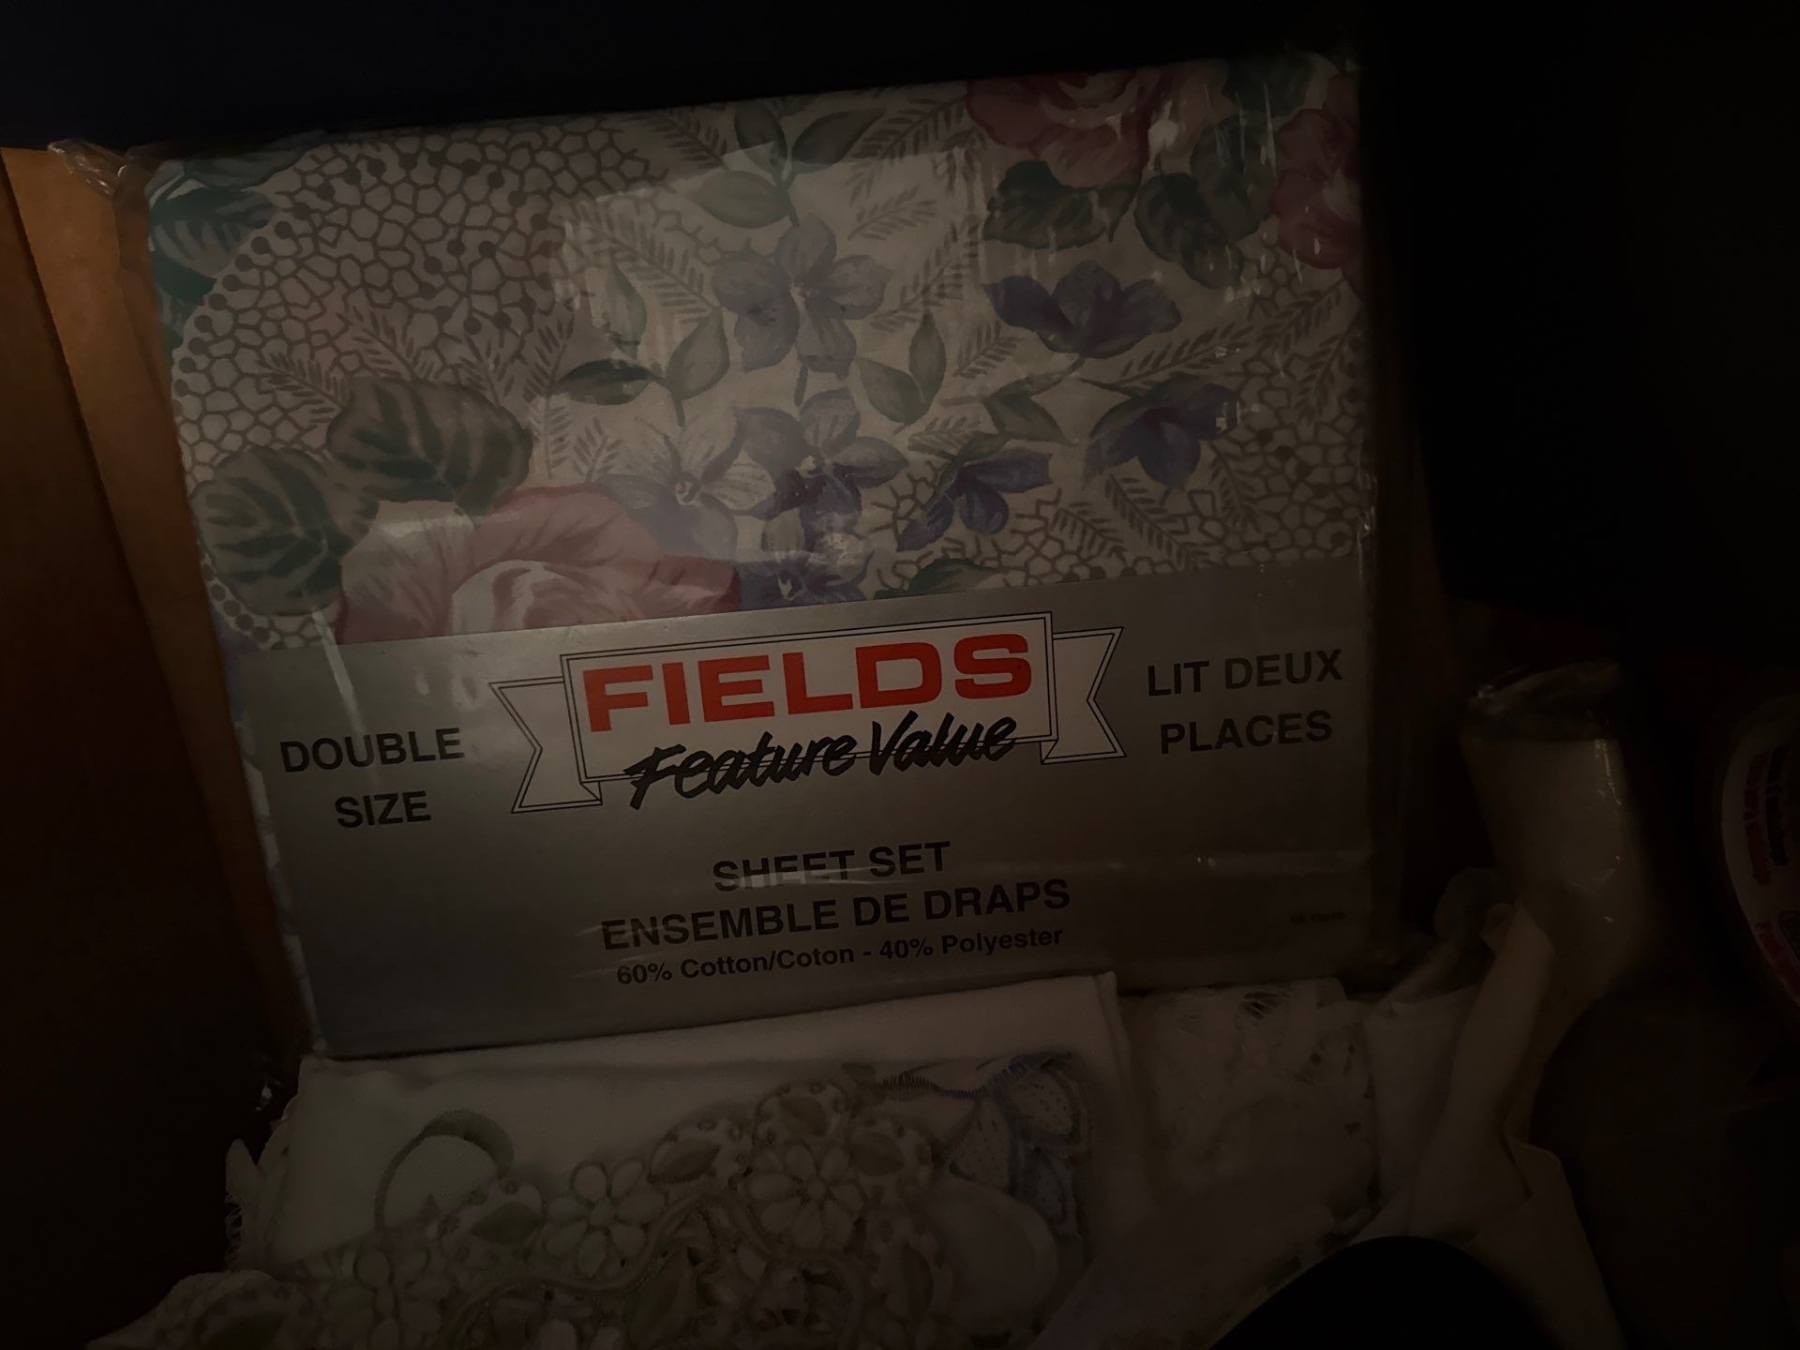 FIELDS
Feature Value
DOUBLE
SIZE
LIT DEUX
PLACES
SHEET SET
ENSEMBLE DE DRAPS
60% Cotton/Coton - 40% Polyester